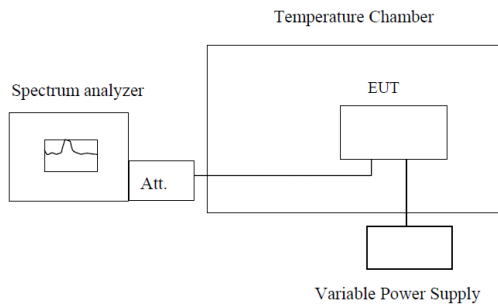 Temperature Chamber
Spectrum analyzer
EUT
Att.
Variable Power Supply